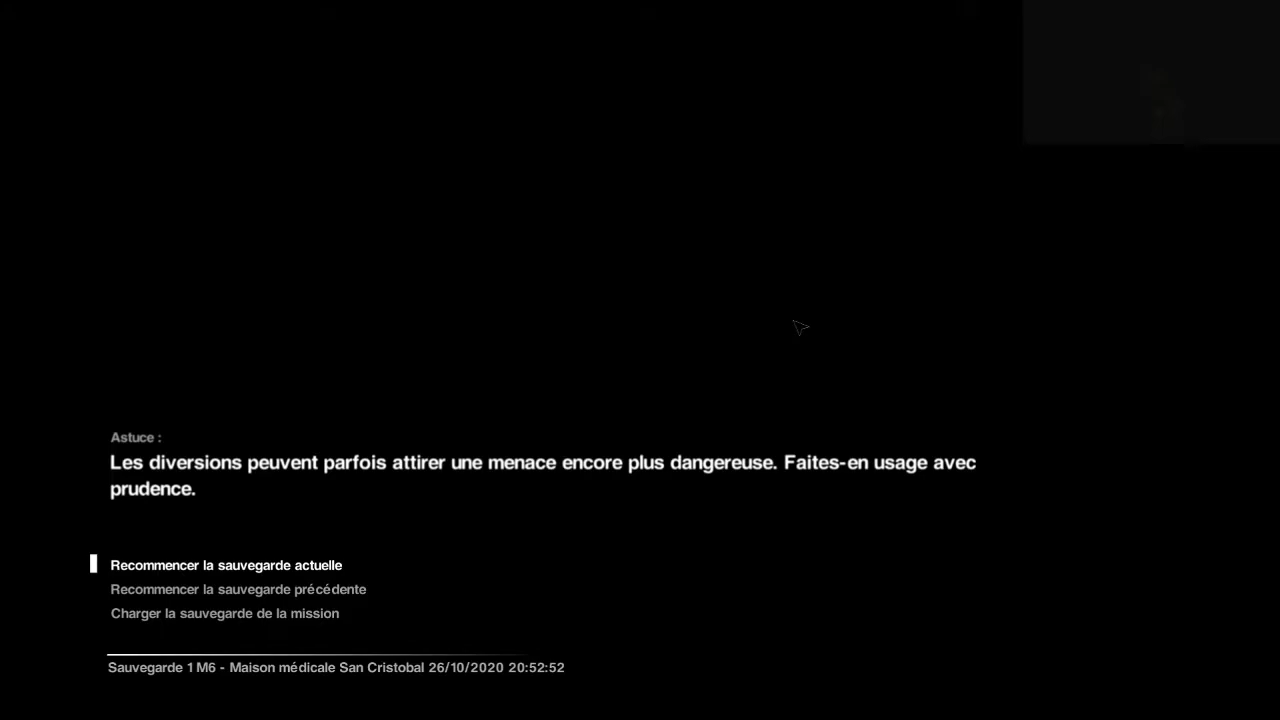 Astuce :
Les diversions peuvent parfois attirer une menace encore plus dangereuse. Faites-en usage avec
prudence.
Recommencer la sauvegarde actuelle
Recommencer la sauvegarde précédente
Charger la sauvegarde de la mission
Sauvegarde 1 M6 - Maison médicale San Cristobal 26/10/2020 20:52:52